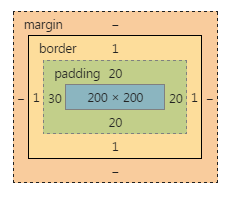 margin –
border 1
padding 20
– 1 30 200 × 200 20 1 –
20
1
–